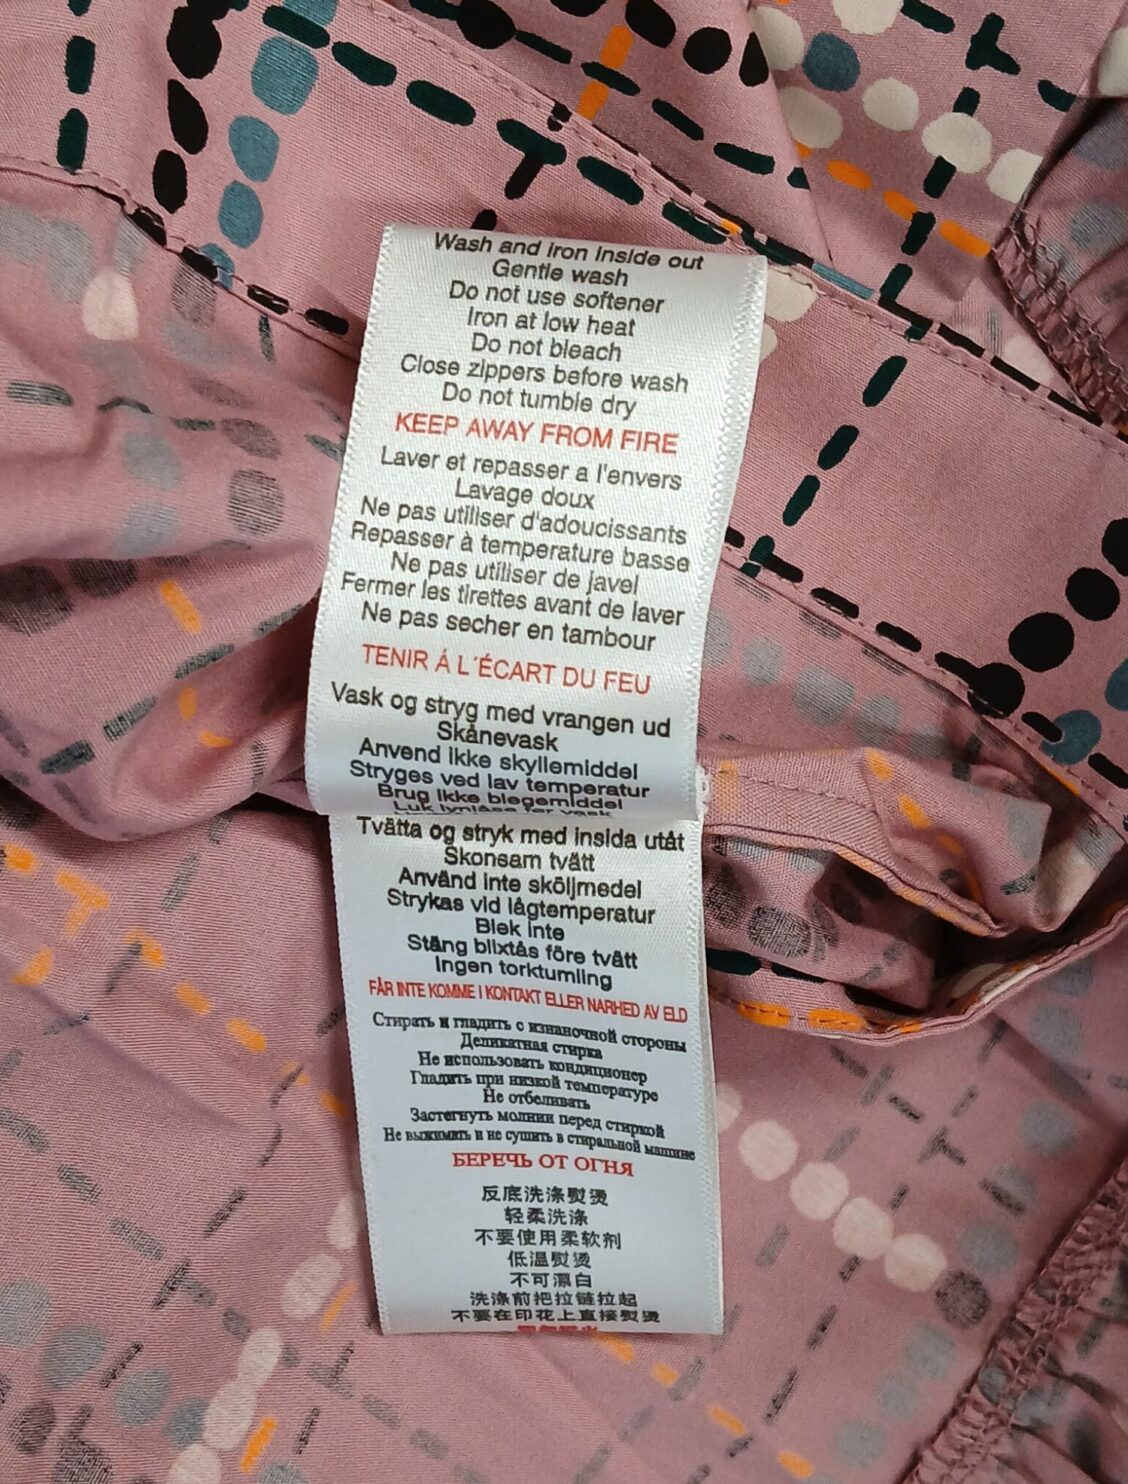 Wash and iron inside out
Gentle wash
Do not use softener
Iron at low heat
Do not bleach
Close zippers before wash
Do not tumble dry
KEEP AWAY FROM FIRE
Laver et repasser a l'envers
Lavage doux
Ne pas utiliser d'adoucissants
Repasser à temperature basse
Ne pas utiliser de javel
Fermer les tirettes avant de laver
Ne pas secher en tambour
TENIR Á L´ÉCART DU FEU
Vask og stryg med vrangen ud
Skånevask
Anvend ikke skyllemiddel
Stryges ved lav temperatur
Brug ikke blegemiddel
Luk lynlåse før vask
Tvätta og stryk med insida utåt
Skonsam tvätt
Använd inte sköljmedel
Strykas vid lågtemperatur
Blek inte
Stäng blixtås före tvätt
Ingen torktumling
FÅR INTE KOMME I KONTAKT ELLER NARHED AV ELD
Стирать и гладить с изнаночной стороны
Деликатная стирка
Не использовать кондиционер
Гладить при низкой температуре
Не отбеливать
Застегнуть молнии перед стиркой
Не выжимать и не сушить в стиральной машине
БЕРЕЧЬ ОТ ОГНЯ
反底洗涤熨烫
轻柔洗涤
不要使用柔软剂
低温熨烫
不可漂白
洗涤前把拉链拉起
不要在印花上直接熨烫